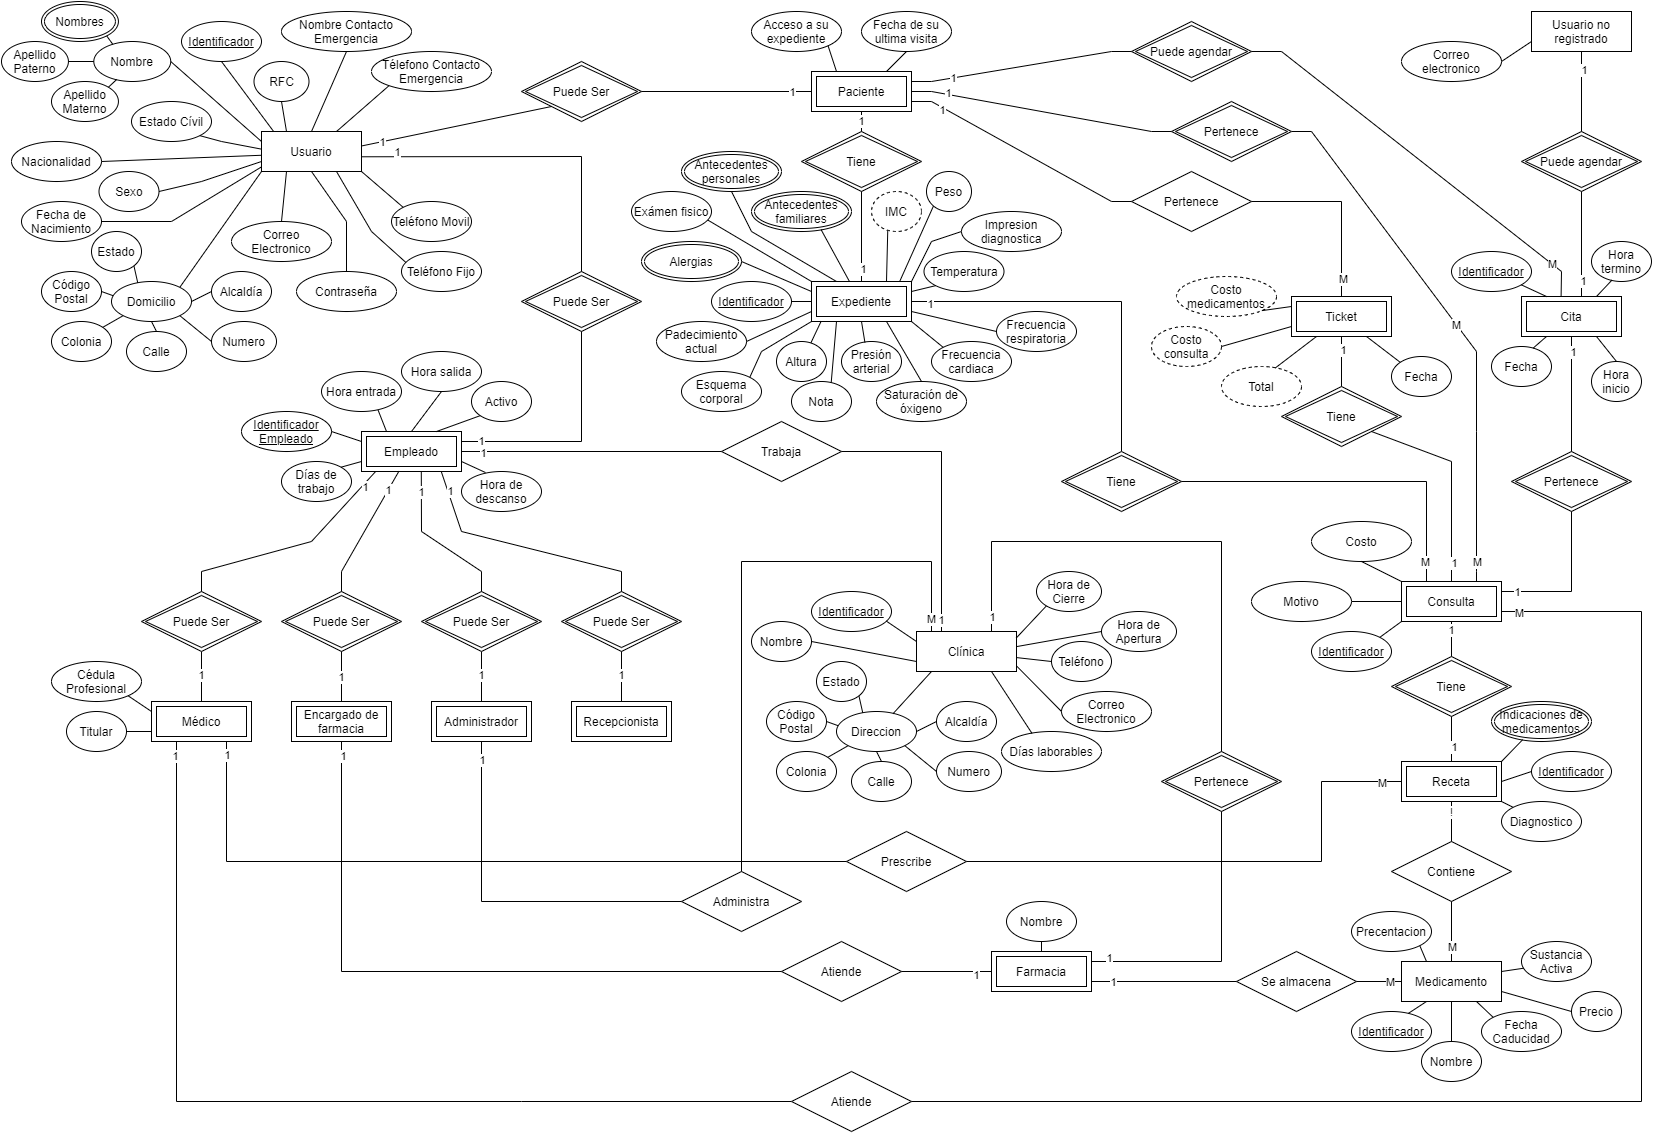 Nombres
Apellido
Paterno
Nombre
Apellido
Materno
Identificador
RFC
Nombre Contacto
Emergencia
Télefono Contacto
Emergencia
Estado Cívil
Nacionalidad
Sexo
Fecha de
Nacimiento
Usuario
1
1
Correo
Electronico
Contraseña
Teléfono Movil
Teléfono Fijo
Estado
Código
Postal
Domicilio
Alcaldía
Colonia
Calle
Numero
Puede Ser
1
Puede Ser
Acceso a su
expediente
Fecha de su
ultima visita
Paciente
1
1
1
1
Puede agendar
Pertenece
Pertenece
Tiene
1
Correo
electronico
Usuario no
registrado
1
Puede agendar
1
M
Antecedentes
personales
Antecedentes
familiares
IMC
Peso
Exámen fisico
Impresion
diagnostica
Alergias
Temperatura
Identificador
Expediente
1
Padecimiento
actual
Frecuencia
respiratoria
Esquema
corporal
Altura
Presión
arterial
Frecuencia
cardiaca
Nota
Saturación de
óxigeno
M
Costo
medicamentos
Ticket
Costo
consulta
Total
Fecha
1
Tiene
M
Identificador
Hora
termino
Cita
Fecha
Hora
inicio
1
Pertenece
Hora entrada
Hora salida
Activo
Identificador
Empleado
Empleado
1
1
Días de
trabajo
Hora de
descanso
1
1
1
1
Trabaja
Tiene
Puede Ser
Puede Ser
Puede Ser
Puede Ser
1
1
1
1
Cédula
Profesional
Titular
Médico
Encargado de
farmacia
Administrador
Recepcionista
1
1
1
1
M
1
1
Identificador
Nombre
Clínica
Hora de
Cierre
Hora de
Apertura
Teléfono
Correo
Electronico
Días laborables
Estado
Código
Postal
Direccion
Alcaldía
Colonia
Calle
Numero
Pertenece
M
1
M
Costo
Motivo
Consulta
1
M
Identificador
1
Tiene
1
Indicaciones de
medicamentos
Identificador
Receta
M
Diagnostico
Prescribe
Contiene
M
Administra
Atiende
1
Nombre
Farmacia
1
1
Se almacena
M
Precentacion
Sustancia
Activa
Medicamento
Precio
Identificador
Fecha
Caducidad
Nombre
Atiende